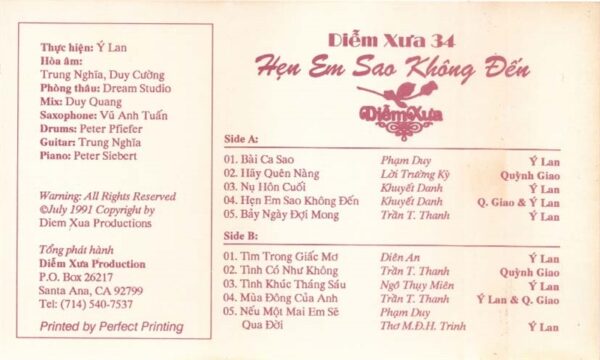 Thực hiện: Ý Lan
Hòa âm:
Trung Nghĩa, Duy Cường
Phòng thâu: Dream Studio
Mix: Duy Quang
Saxophone: Vũ Anh Tuấn
Drums: Peter Pfiefer
Guitar: Trung Nghĩa
Piano: Peter Siebert
Warning: All Rights Reserved
©July 1991 Copyright by
Diem Xua Productions
Tổng phát hành
Diễm Xưa Production
P.O. Box 26217
Santa Ana, CA 92799
Tel: (714) 540-7537
Printed by Perfect Printing
Diễm Xưa 34
Hẹn Em Sao Không Đến
Diễm Xưa
Side A:
01. Bài Ca Sao Phạm Duy Ý Lan
02. Hãy Quên Nàng Lời Trường Kỳ Quỳnh Giao
03. Nụ Hôn Cuối Khuyết Danh Ý Lan
04. Hẹn Em Sao Không Đến Khuyết Danh Q. Giao & Ý Lan
05. Bảy Ngày Đợi Mong Trần T. Thanh Ý Lan
Side B:
01. Tìm Trong Giấc Mơ Diên An Ý Lan
02. Tình Có Như Không Trần T. Thanh Quỳnh Giao
03. Tình Khúc Tháng Sáu Ngô Thụy Miên Ý Lan
04. Mùa Đông Của Anh Trần T. Thanh Ý Lan & Q. Giao
05. Nếu Một Mai Em Sẽ Phạm Duy
Qua Đời Thơ M.Đ.H. Trinh Ý Lan